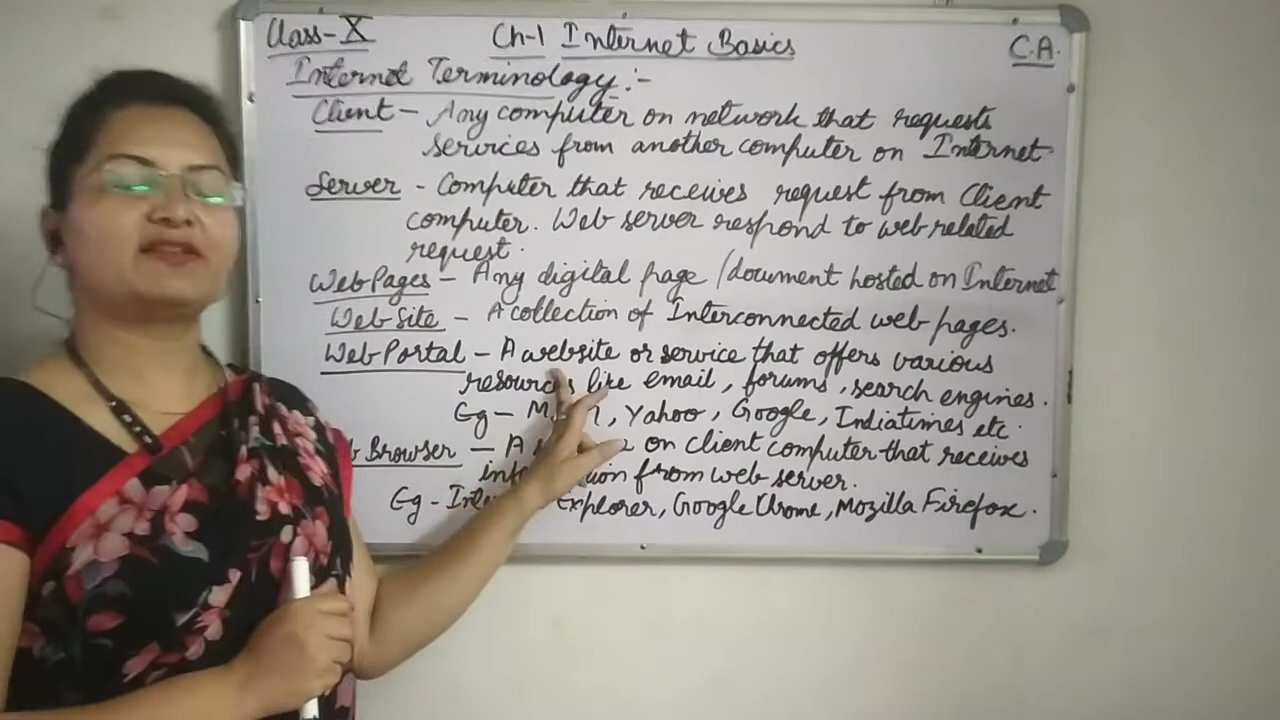 Class-X Ch-1 Internet Basics C.A.
Internet Terminology :-
Client - Any computer on network that requests
services from another computer on Internet.
Server - Computer that receives request from Client
computer. Web server respond to web related
request.
Web Pages - Any digital page / document hosted on Internet
Web Site - A collection of Interconnected web pages.
Web Portal - A website or service that offers various
resources like email, forums, search engines.
Eg - Yahoo, Google, Indiatimes etc.
Browser - A on client computer that receives
from web server.
Eg - Explorer, Google Chrome, Mozilla Firefox.